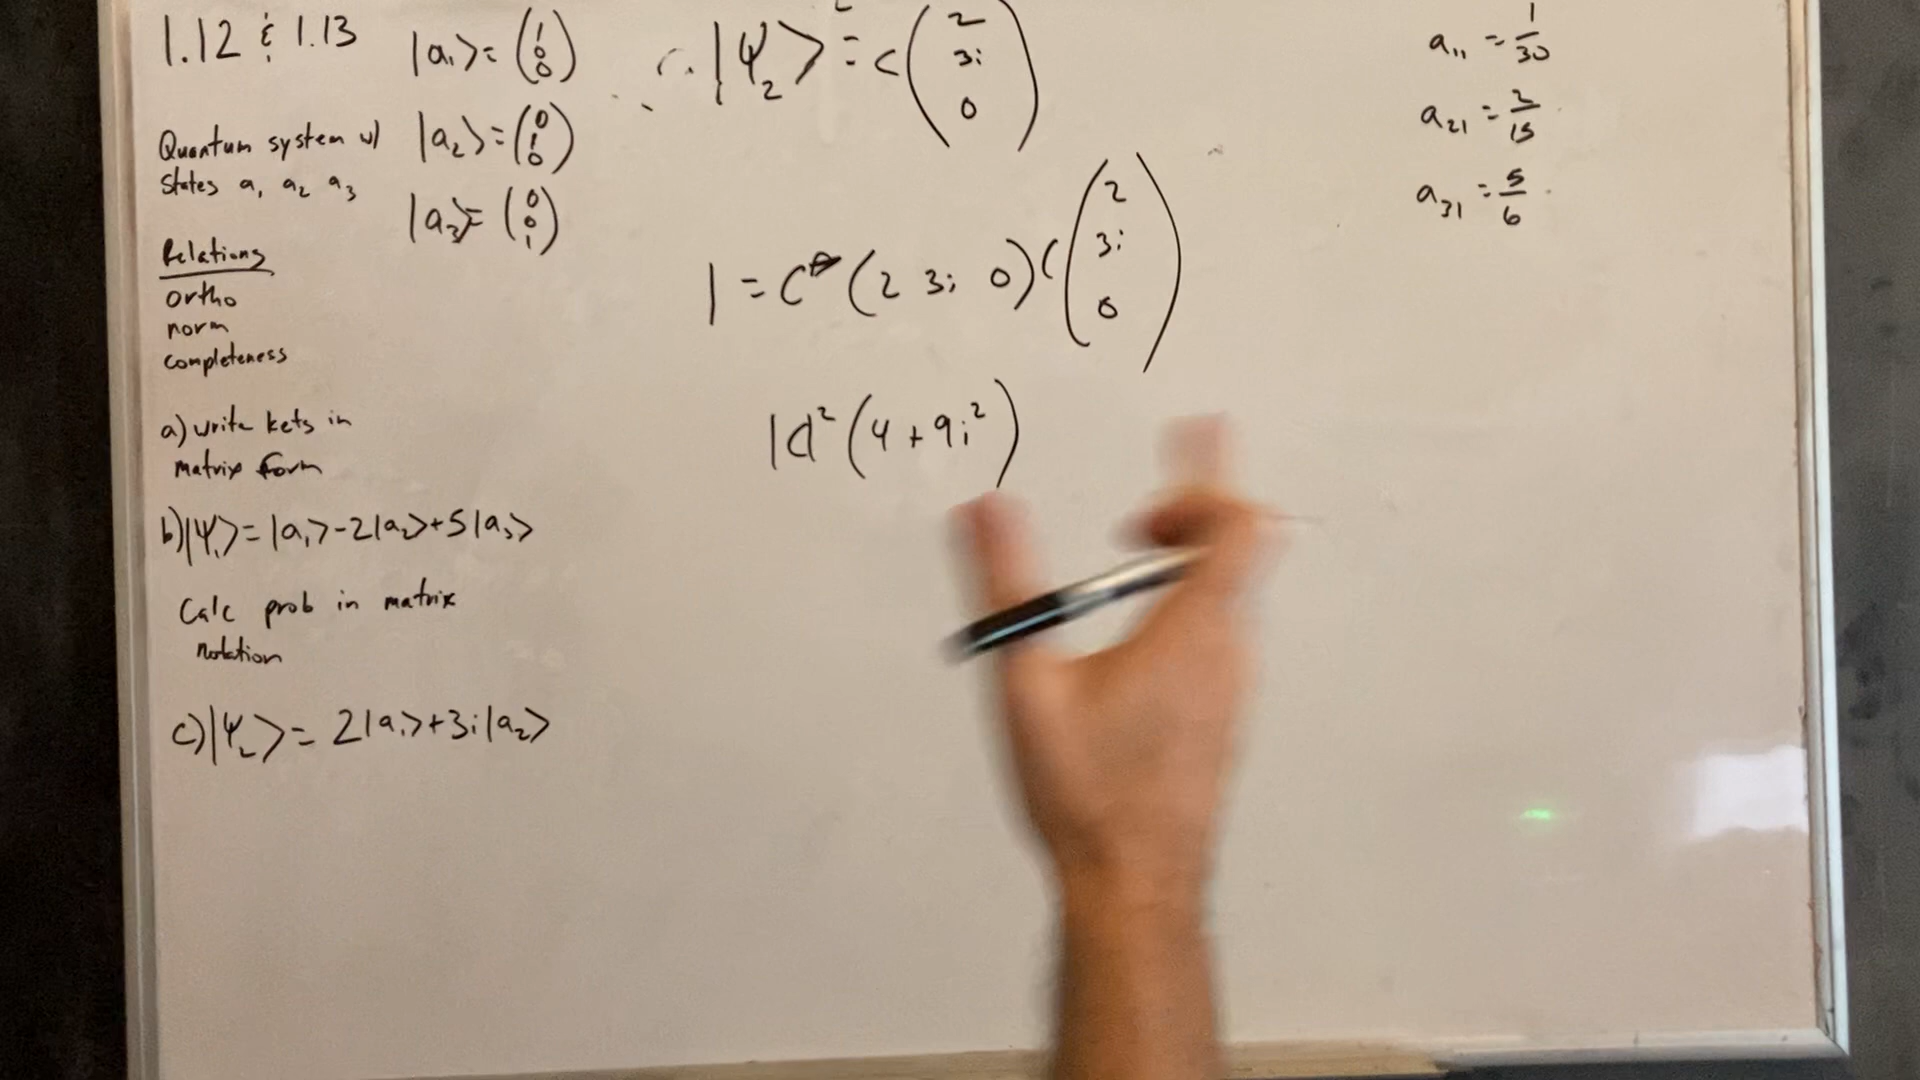 1.12 & 1.13
|a₁> = (1 0 0)
|a₂> = (0 1 0)
|a₃> = (0 0 1)
Quantum system w/
states a₁ a₂ a₃
Relations
ortho
norm
completeness
a) write kets in
matrix form
b) |ψ₁> = |a₁> - 2|a₂> + 5|a₃>
Calc prob in matrix
notation
c) |ψ₂> = 2|a₁> + 3i|a₂>
|ψ₂> = c (2 3i 0)
1 = c* (2 3i 0) c (2 3i 0)
|c|² (4 + 9i²)
a₁₁ = 1/30
a₂₁ = 2/15
a₃₁ = 5/6